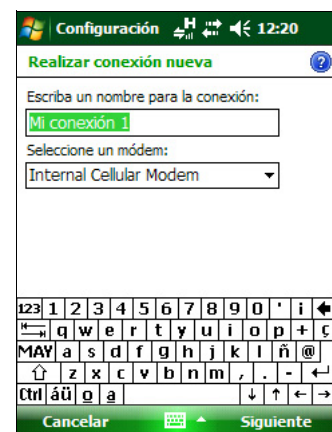 Configuración H 12:20
Realizar conexión nueva ?
Escriba un nombre para la conexión:
Mi conexión 1
Seleccione un módem:
Internal Cellular Modem
123 1 2 3 4 5 6 7 8 9 0 ' ¡
q w e r t y u i o p + ç
MAY a s d f g h j k l ñ @
z x c v b n m , . -
Ctrl áü o a
Cancelar Siguiente